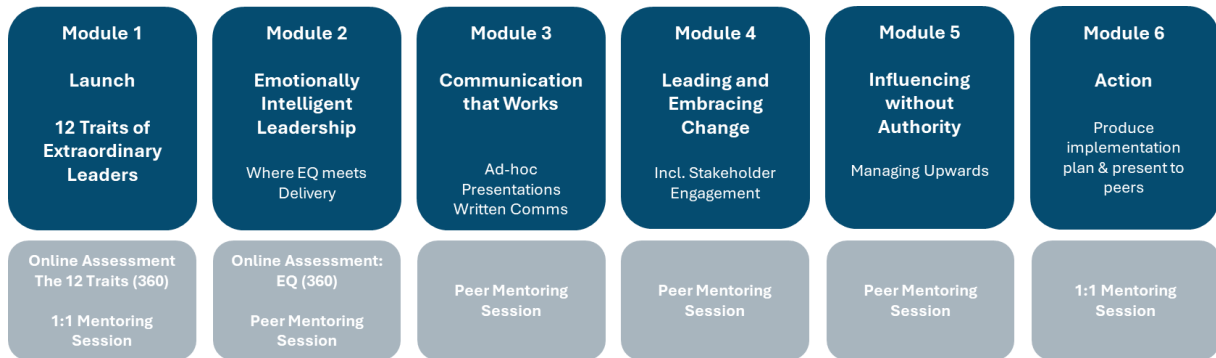 Module 1
Launch
12 Traits of
Extraordinary
Leaders
Module 2
Emotionally
Intelligent
Leadership
Where EQ meets
Delivery
Module 3
Communication
that Works
Ad-hoc
Presentations
Written Comms
Module 4
Leading and
Embracing
Change
Incl. Stakeholder
Engagement
Module 5
Influencing
without
Authority
Managing Upwards
Module 6
Action
Produce
implementation
plan & present to
peers
Online Assessment
The 12 Traits (360)
1:1 Mentoring
Session
Online Assessment:
EQ (360)
Peer Mentoring
Session
Peer Mentoring
Session
Peer Mentoring
Session
Peer Mentoring
Session
1:1 Mentoring
Session